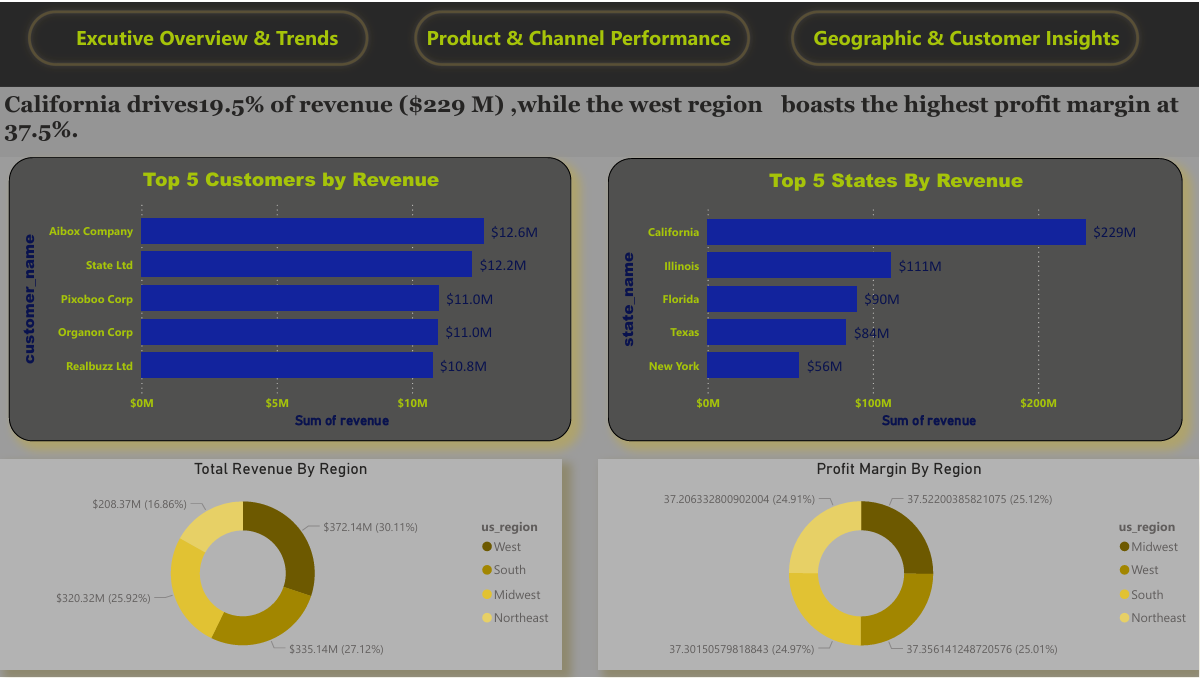 Excutive Overview & Trends
Product & Channel Performance
Geographic & Customer Insights
California drives19.5% of revenue ($229 M) ,while the west region   boasts the highest profit margin at
37.5%.
Top 5 Customers by Revenue
customer_name
Aibox Company
$12.6M
State Ltd
$12.2M
Pixoboo Corp
$11.0M
Organon Corp
$11.0M
Realbuzz Ltd
$10.8M
$0M
$5M
$10M
Sum of revenue
Top 5 States By Revenue
state_name
California
$229M
Illinois
$111M
Florida
$90M
Texas
$84M
New York
$56M
$0M
$100M
$200M
Sum of revenue
Total Revenue By Region
$208.37M (16.86%)
$372.14M (30.11%)
$320.32M (25.92%)
$335.14M (27.12%)
us_region
West
South
Midwest
Northeast
Profit Margin By Region
37.206332800902004 (24.91%)
37.52200385821075 (25.12%)
37.30150579818843 (24.97%)
37.356141248720576 (25.01%)
us_region
Midwest
West
South
Northeast